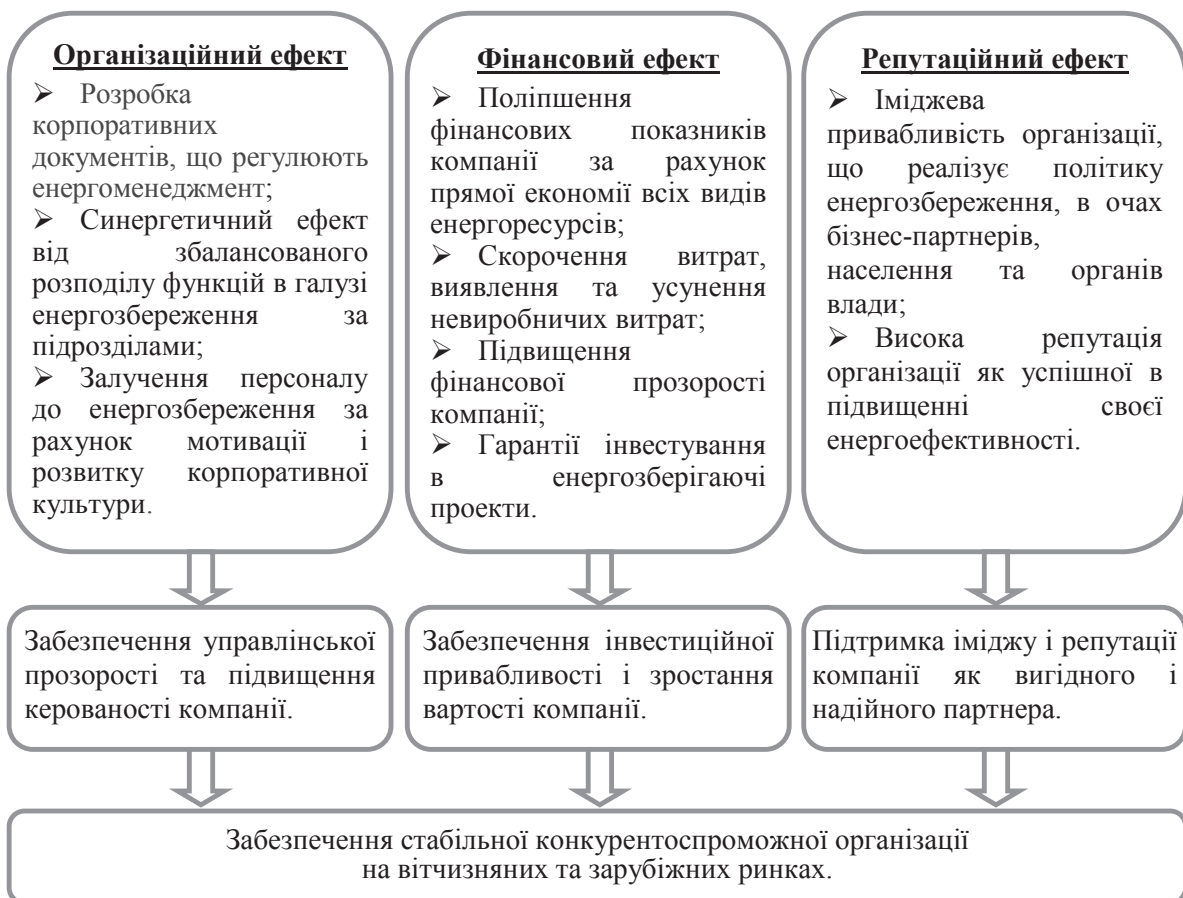 Організаційний ефект
➢ Розробка
корпоративних
документів, що регулюють
енергоменеджмент;
➢ Синергетичний ефект
від збалансованого
розподілу функцій в галузі
енергозбереження за
підрозділами;
➢ Залучення персоналу
до енергозбереження за
рахунок мотивації і
розвитку корпоративної
культури.
Фінансовий ефект
➢ Поліпшення
фінансових показників
компанії за рахунок
прямої економії всіх видів
енергоресурсів;
➢ Скорочення витрат,
виявлення та усунення
невиробничих витрат;
➢ Підвищення
фінансової прозорості
компанії;
➢ Гарантії інвестування
в енергозберігаючі
проекти.
Репутаційний ефект
➢ Іміджева
привабливість організації,
що реалізує політику
енергозбереження, в очах
бізнес-партнерів,
населення та органів
влади;
➢ Висока репутація
організації як успішної в
підвищенні своєї
енергоефективності.
Забезпечення управлінської
прозорості та підвищення
керованості компанії.
Забезпечення інвестиційної
привабливості і зростання
вартості компанії.
Підтримка іміджу і репутації
компанії як вигідного і
надійного партнера.
Забезпечення стабільної конкурентоспроможної організації
на вітчизняних та зарубіжних ринках.